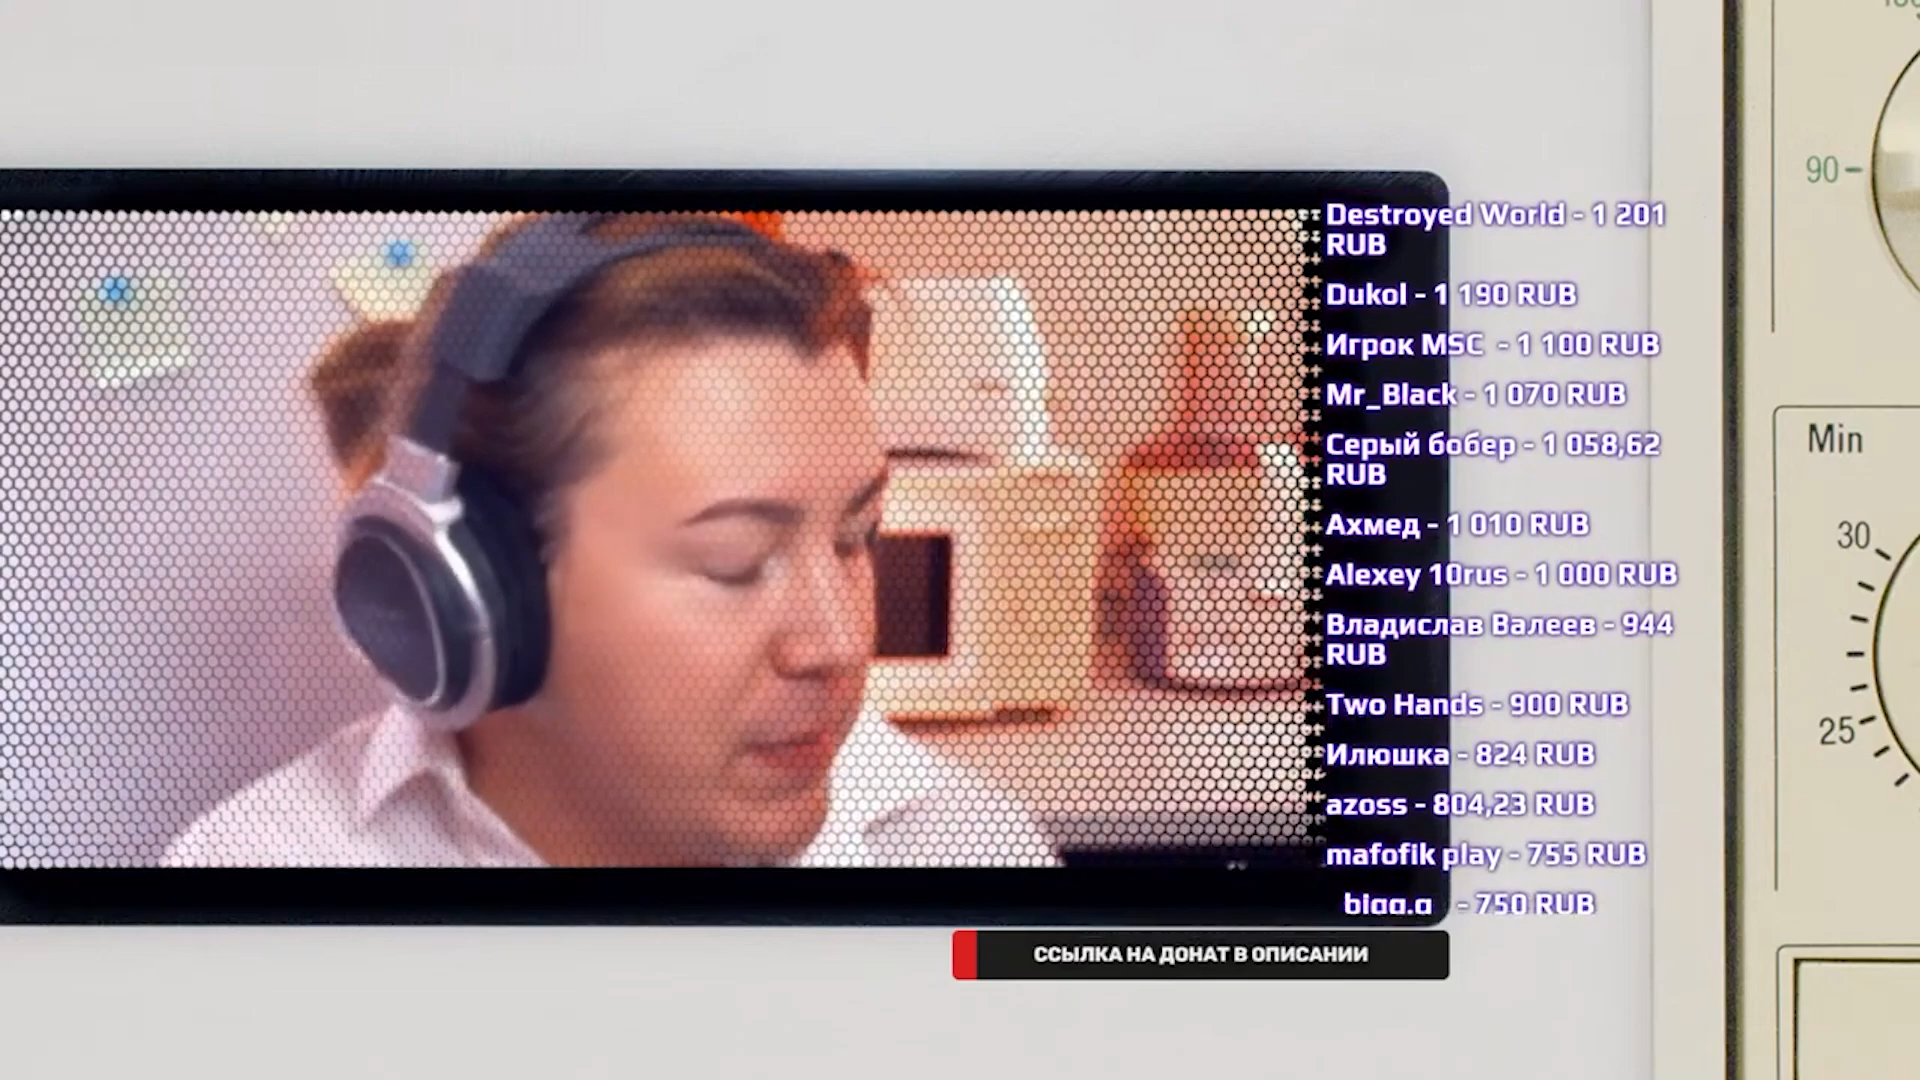 Destroyed World - 1 201
RUB
Dukol - 1 190 RUB
Игрок MSC - 1 100 RUB
Mr_Black - 1 070 RUB
Серый бобер - 1 058,62
RUB
Ахмед - 1 010 RUB
Alexey 10rus - 1 000 RUB
Владислав Валеев - 944
RUB
Two Hands - 900 RUB
Илюшка - 824 RUB
azoss - 804,23 RUB
mafofik play - 755 RUB
- 750 RUB
ССЫЛКА НА ДОНАТ В ОПИСАНИИ
90
Min
30
25